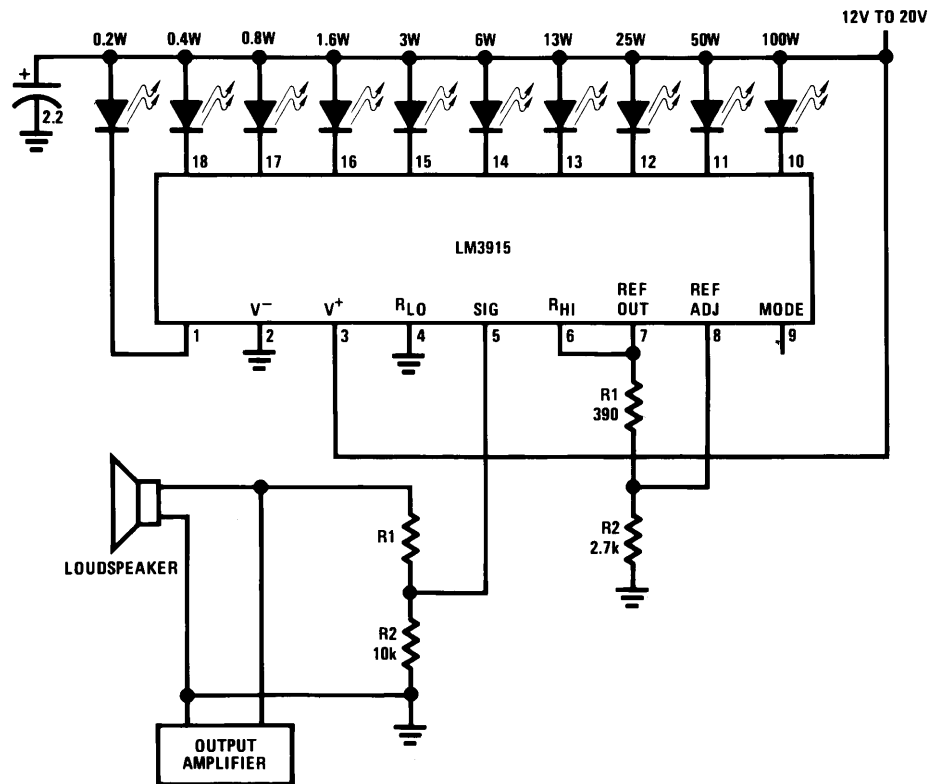 12V TO 20V
0.2W 0.4W 0.8W 1.6W 3W 6W 13W 25W 50W 100W
+
2.2
18 17 16 15 14 13 12 11 10
LM3915
V− V+ RLO SIG RHI REF OUT REF ADJ MODE
1 2 3 4 5 6 7 8 9
R1
390
R2
2.7k
LOUDSPEAKER
R1
R2
10k
OUTPUT
AMPLIFIER